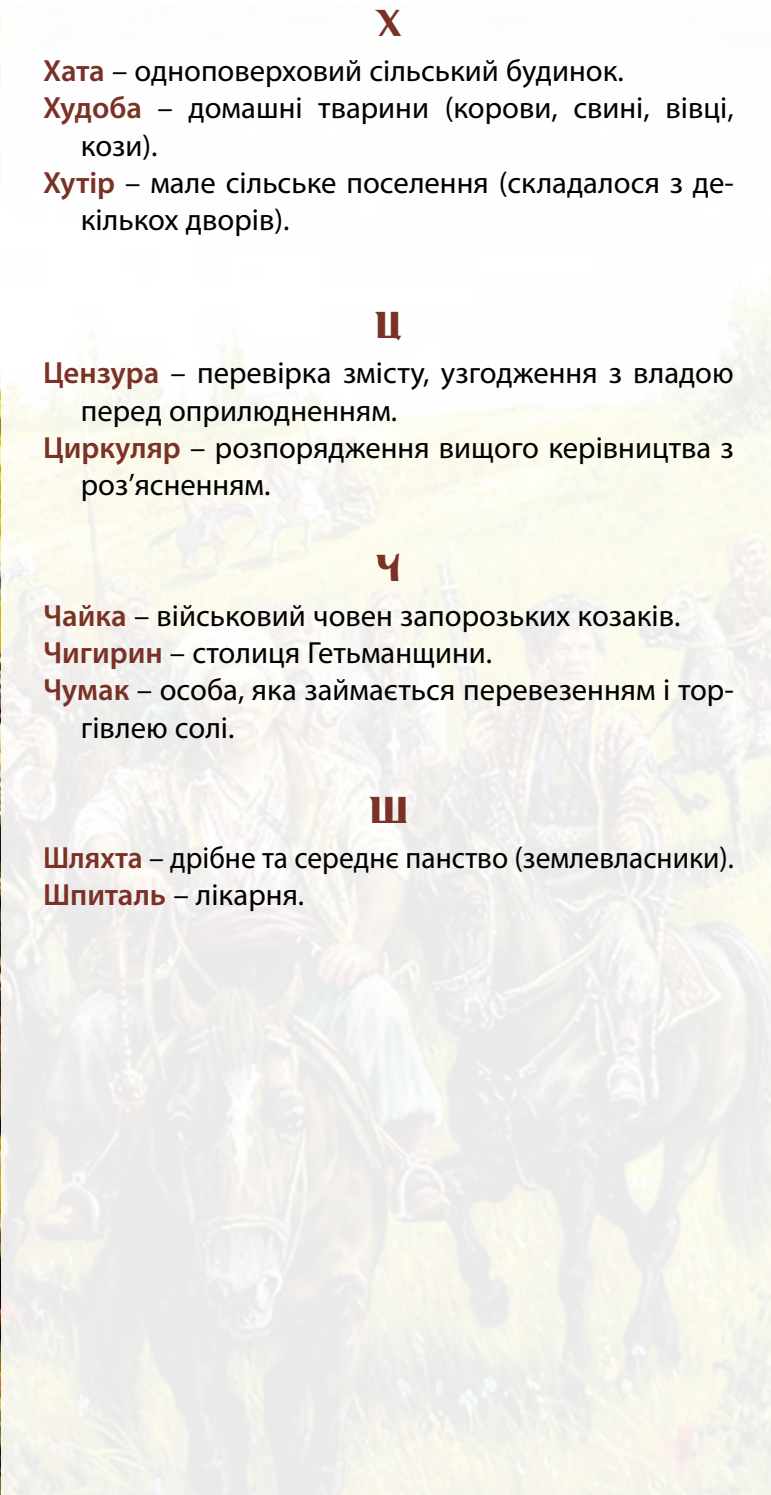 Х
Хата – одноповерховий сільський будинок.
Худоба – домашні тварини (корови, свині, вівці,
кози).
Хутір – мале сільське поселення (складалося з де-
кількох дворів).
Ц
Цензура – перевірка змісту, узгодження з владою
перед оприлюдненням.
Циркуляр – розпорядження вищого керівництва з
роз’ясненням.
Ч
Чайка – військовий човен запорозьких козаків.
Чигирин – столиця Гетьманщини.
Чумак – особа, яка займається перевезенням і тор-
гівлею солі.
Ш
Шляхта – дрібне та середнє панство (землевласники).
Шпиталь – лікарня.